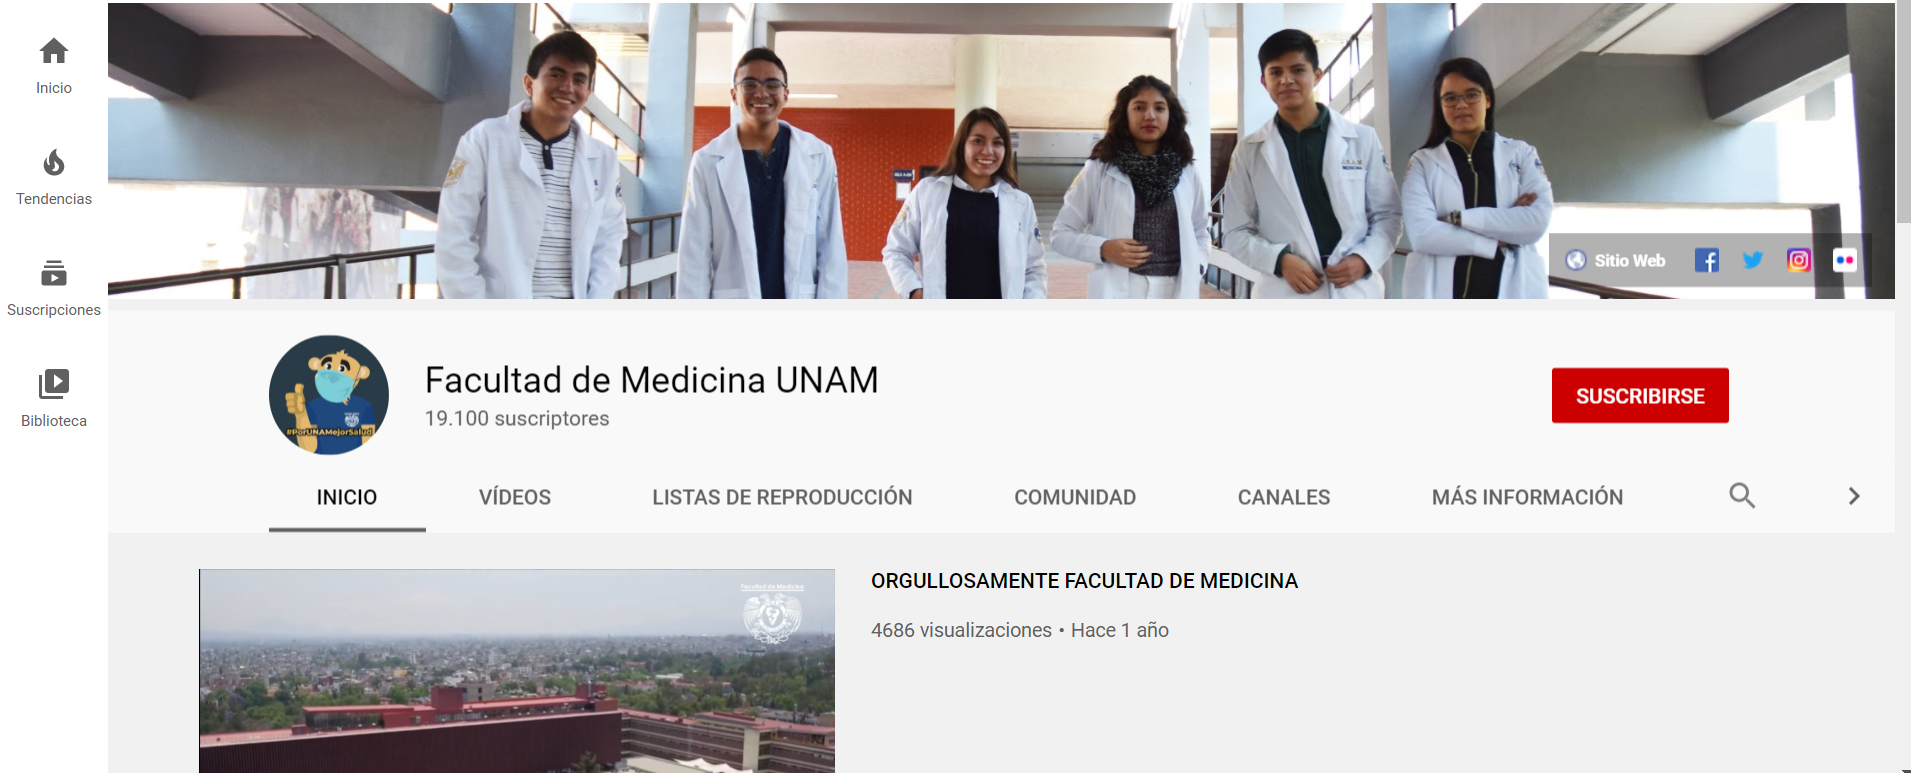 Inicio
Tendencias
Suscripciones
Biblioteca
Sitio Web
Facultad de Medicina UNAM
19.100 suscriptores
#PorUNAMejorSalud
SUSCRIBIRSE
INICIO
VÍDEOS
LISTAS DE REPRODUCCIÓN
COMUNIDAD
CANALES
MÁS INFORMACIÓN
Facultad de Medicina
ORGULLOSAMENTE FACULTAD DE MEDICINA
4686 visualizaciones • Hace 1 año